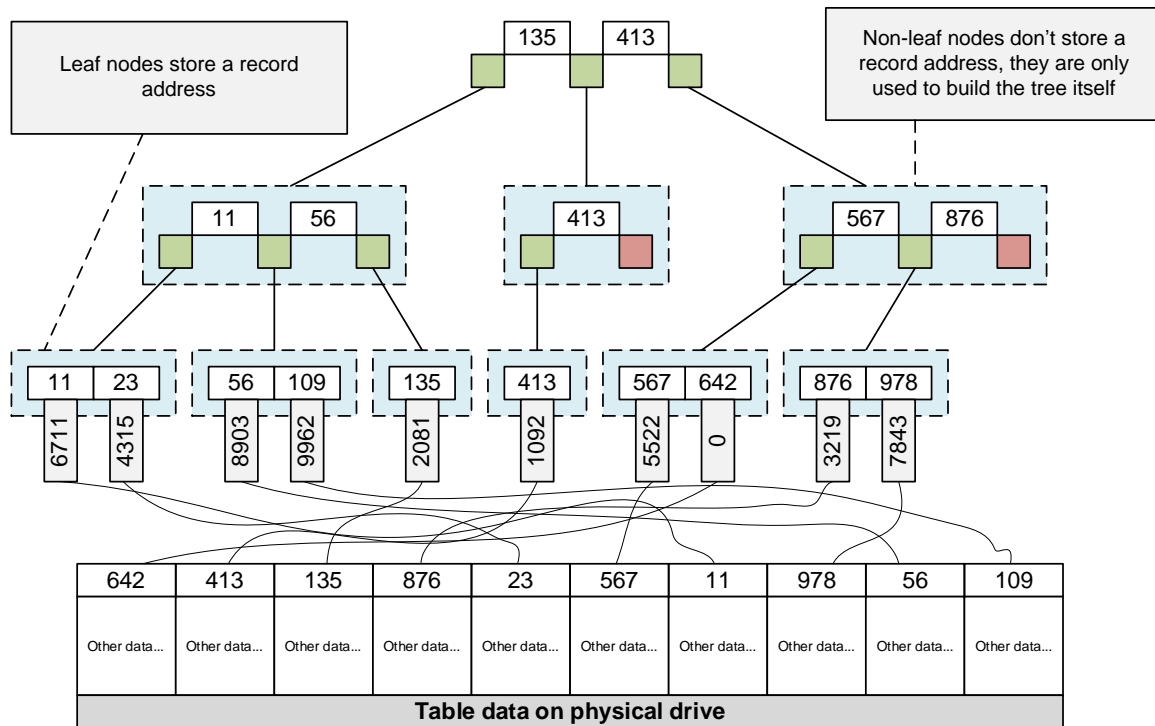 135 413
Leaf nodes store a record
address
Non-leaf nodes don’t store a
record address, they are only
used to build the tree itself
11 56
413
567 876
11 23
56 109
135
413
567 642
876 978
6711 4315
8903 9962
2081
1092
5522 0
3219 7843
642 413 135 876 23 567 11 978 56 109
Other data... Other data... Other data... Other data... Other data... Other data... Other data... Other data... Other data... Other data...
Table data on physical drive